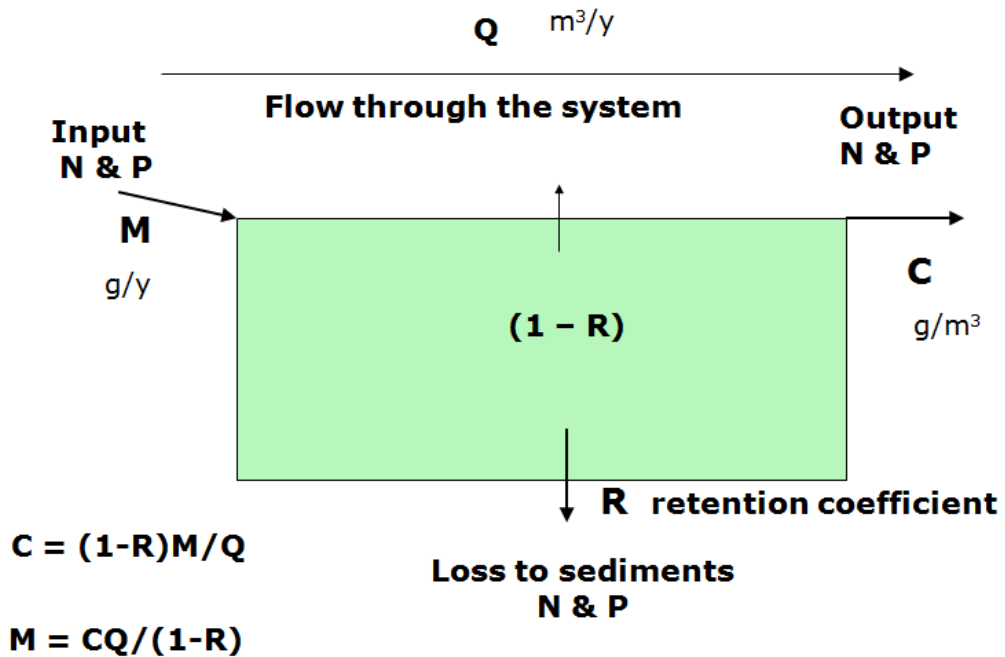 Q m³/y
Flow through the system
Input
N & P
Output
N & P
M
g/y
C
g/m³
(1 – R)
R retention coefficient
Loss to sediments
N & P
C = (1-R)M/Q
M = CQ/(1-R)